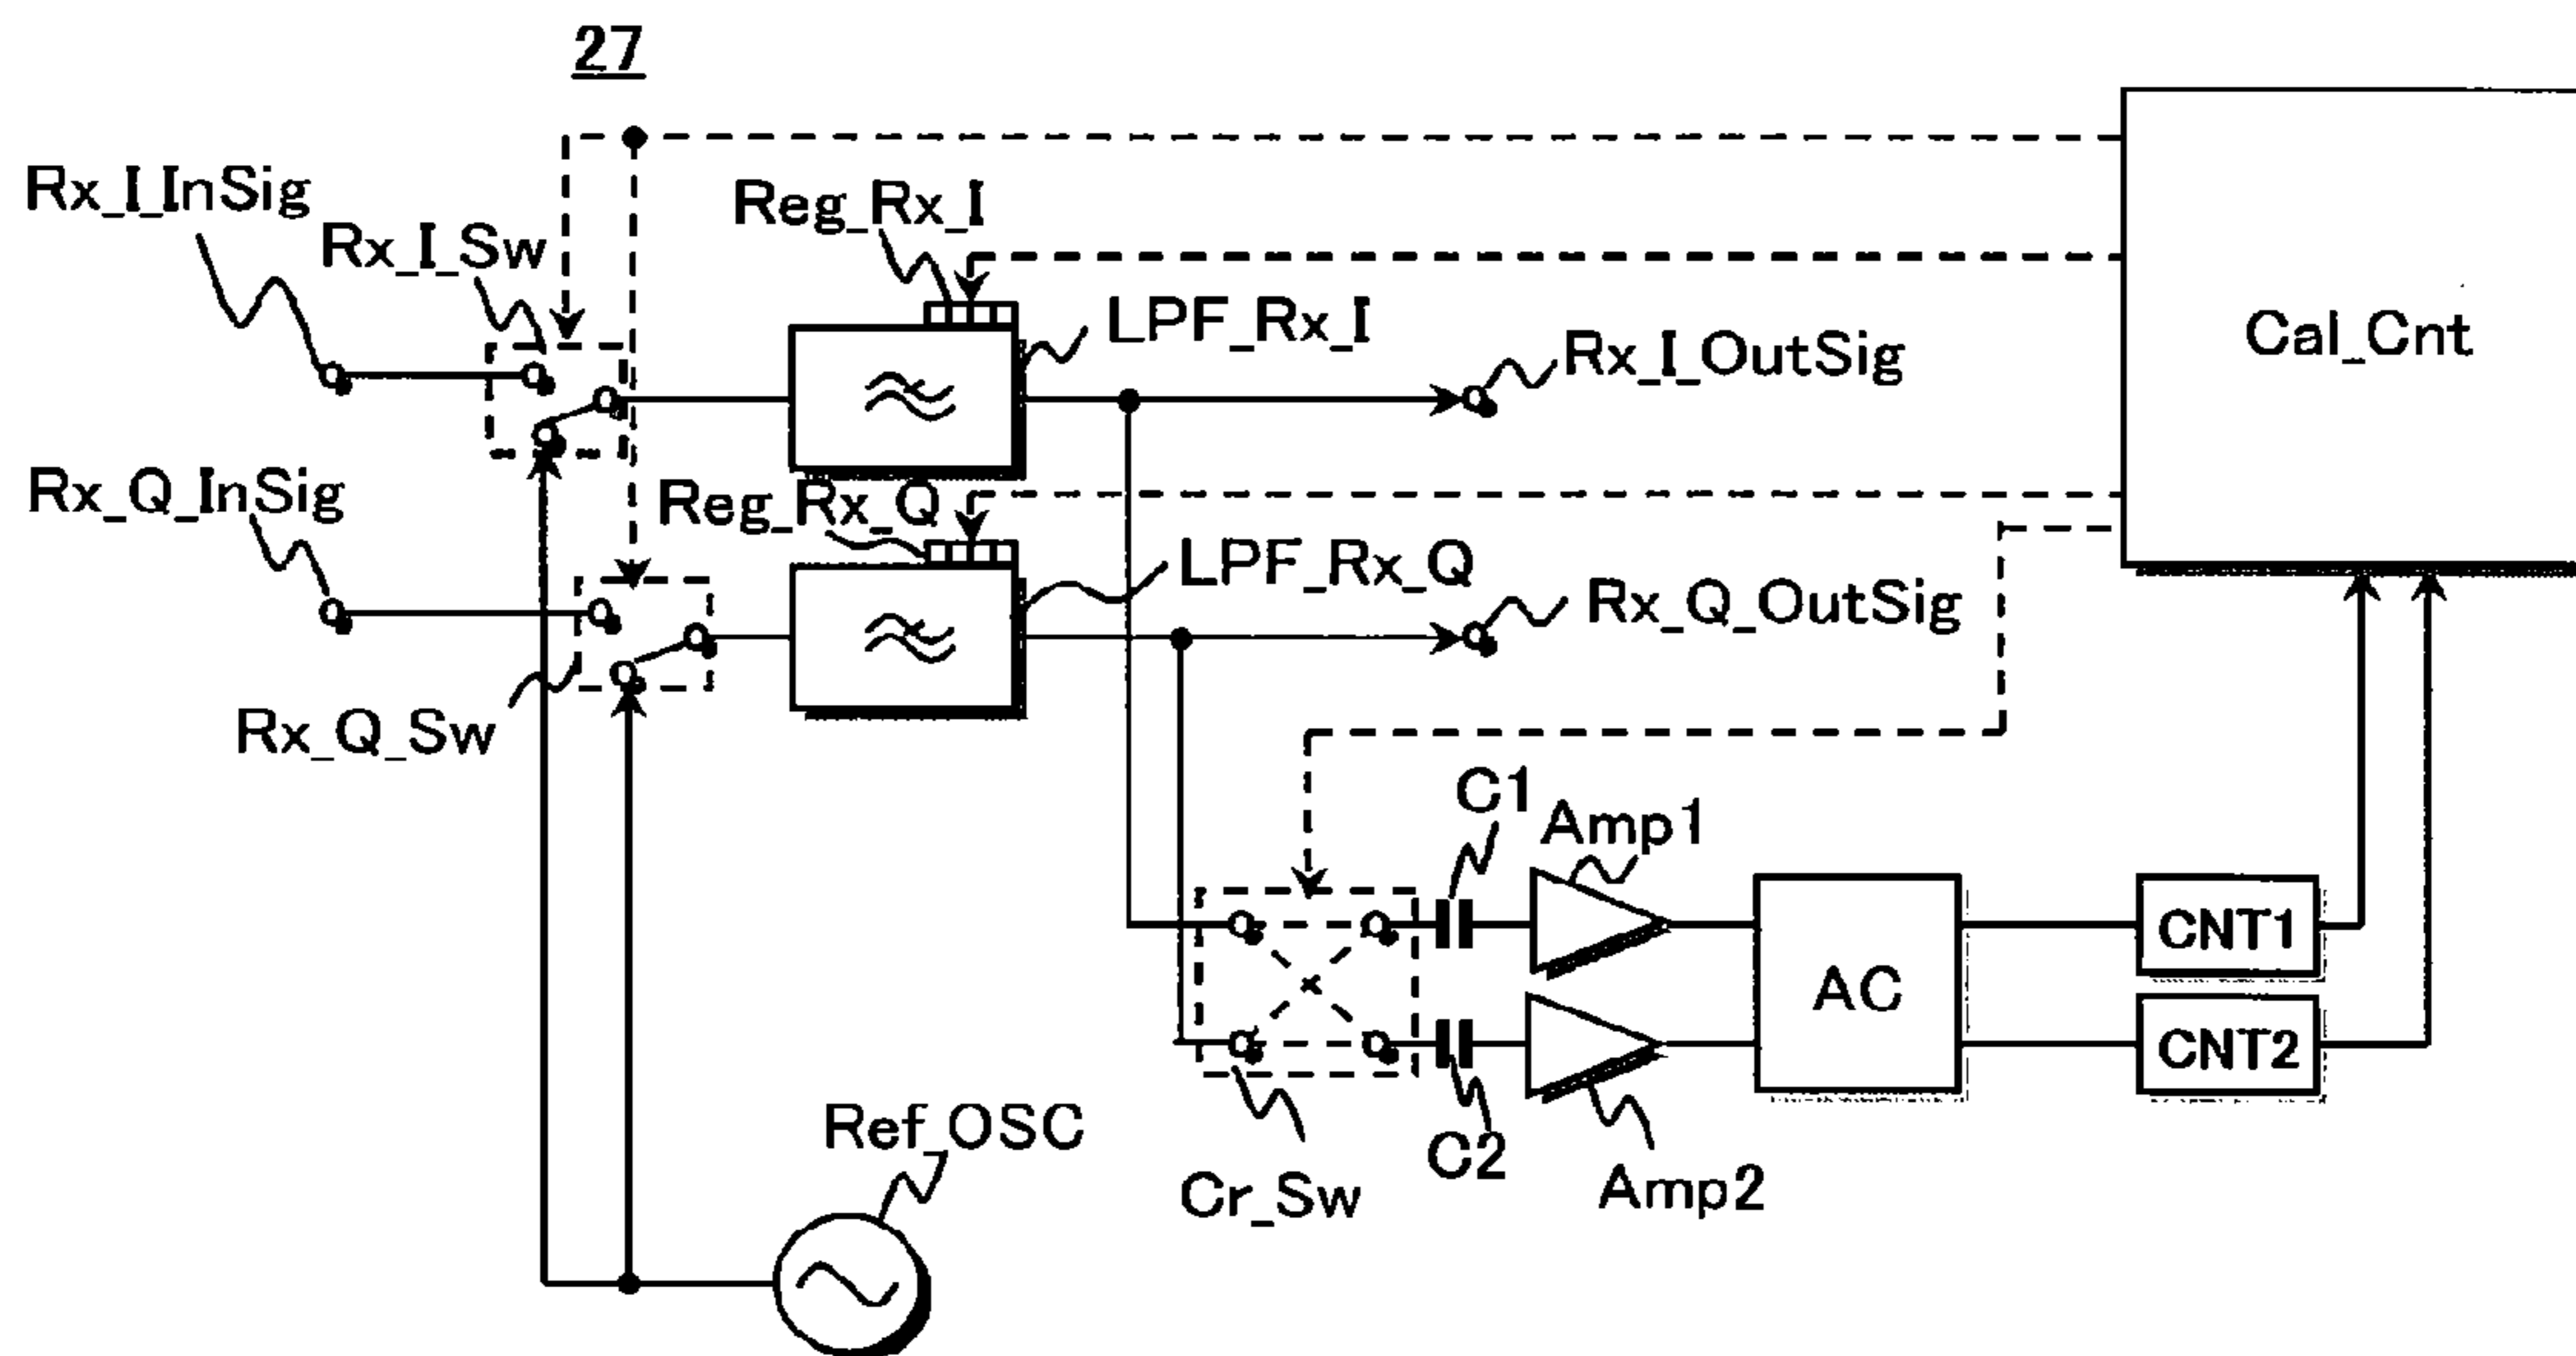 27
Rx_I_InSig
Rx_I_Sw
Reg_Rx_I
LPF_Rx_I
Rx_I_OutSig
Cal_Cnt
Rx_Q_InSig
Reg_Rx_Q
LPF_Rx_Q
Rx_Q_OutSig
Rx_Q_Sw
C1
Amp1
AC
CNT1
CNT2
Ref_OSC
Cr_Sw
C2
Amp2